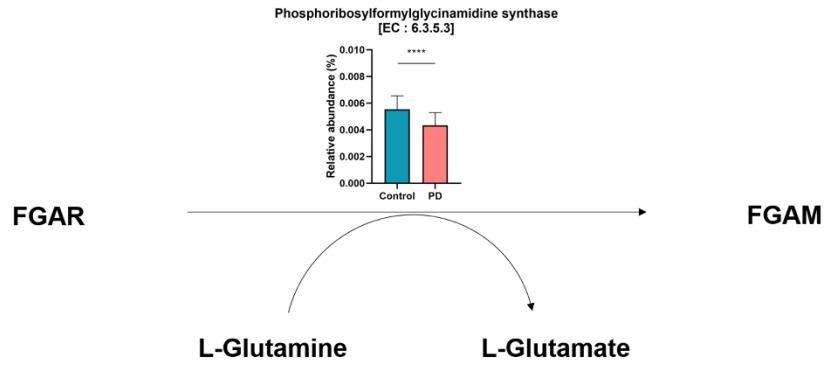 Phosphoribosylformylglycinamidine synthase
[EC : 6.3.5.3]
Relative abundance (%)
0.010
0.008
0.006
0.004
0.002
0.000
****
Control PD
FGAR
FGAM
L-Glutamine
L-Glutamate